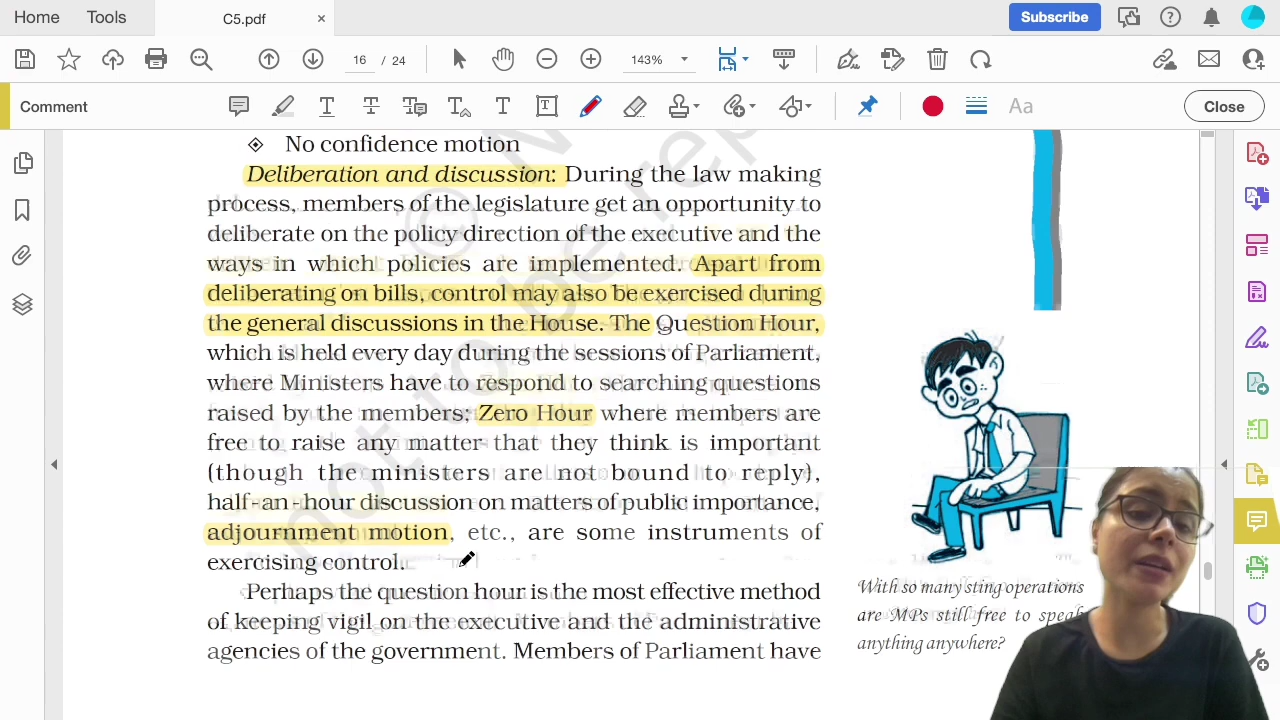 Home
Tools
C5.pdf
×
Subscribe
16 / 24
143%
Comment
Aa
Close
No confidence motion
Deliberation and discussion: During the law making
process, members of the legislature get an opportunity to
deliberate on the policy direction of the executive and the
ways in which policies are implemented. Apart from
deliberating on bills, control may also be exercised during
the general discussions in the House. The Question Hour,
which is held every day during the sessions of Parliament,
where Ministers have to respond to searching questions
raised by the members; Zero Hour where members are
free to raise any matter that they think is important
(though the ministers are not bound to reply),
half-an-hour discussion on matters of public importance,
adjournment motion, etc., are some instruments of
exercising control.
Perhaps the question hour is the most effective method
of keeping vigil on the executive and the administrative
agencies of the government. Members of Parliament have
With so many sting operations
are MPs still free to speak
anything anywhere?
©
not to be rep